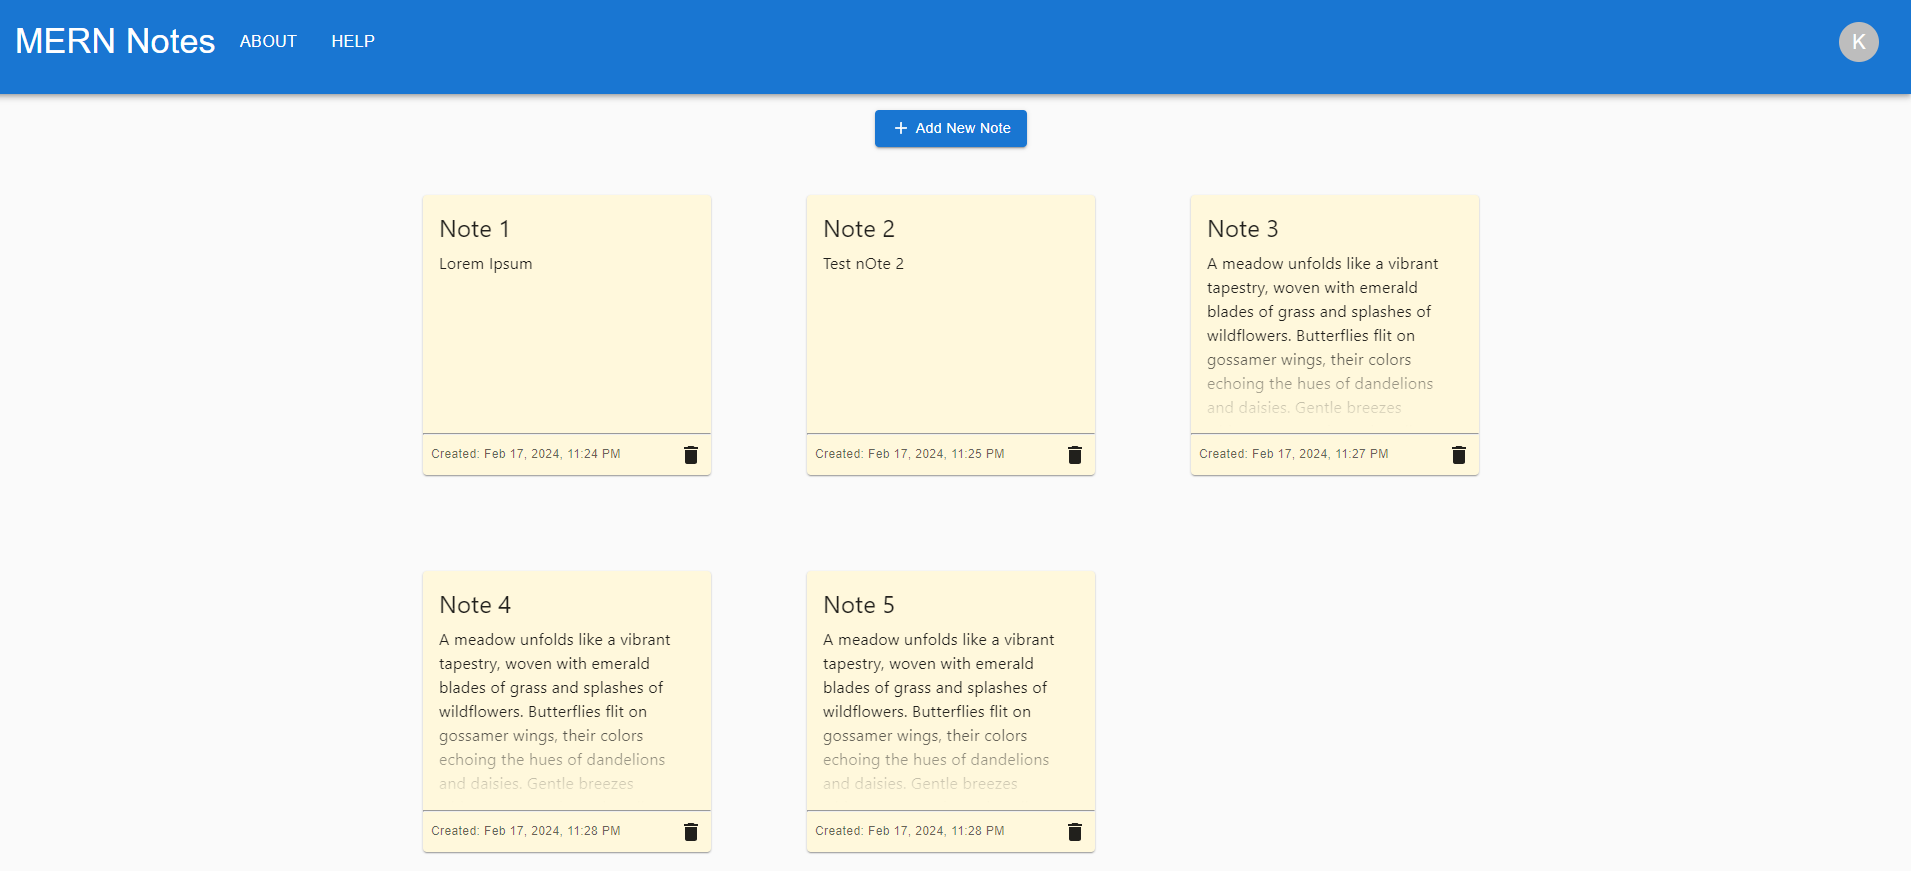 MERN Notes ABOUT HELP K
Add New Note
Note 1
Lorem Ipsum
Created: Feb 17, 2024, 11:24 PM
Note 2
Test nOte 2
Created: Feb 17, 2024, 11:25 PM
Note 3
A meadow unfolds like a vibrant
tapestry, woven with emerald
blades of grass and splashes of
wildflowers. Butterflies flit on
gossamer wings, their colors
echoing the hues of dandelions
and daisies. Gentle breezes
Created: Feb 17, 2024, 11:27 PM
Note 4
A meadow unfolds like a vibrant
tapestry, woven with emerald
blades of grass and splashes of
wildflowers. Butterflies flit on
gossamer wings, their colors
echoing the hues of dandelions
and daisies. Gentle breezes
Created: Feb 17, 2024, 11:28 PM
Note 5
A meadow unfolds like a vibrant
tapestry, woven with emerald
blades of grass and splashes of
wildflowers. Butterflies flit on
gossamer wings, their colors
echoing the hues of dandelions
and daisies. Gentle breezes
Created: Feb 17, 2024, 11:28 PM